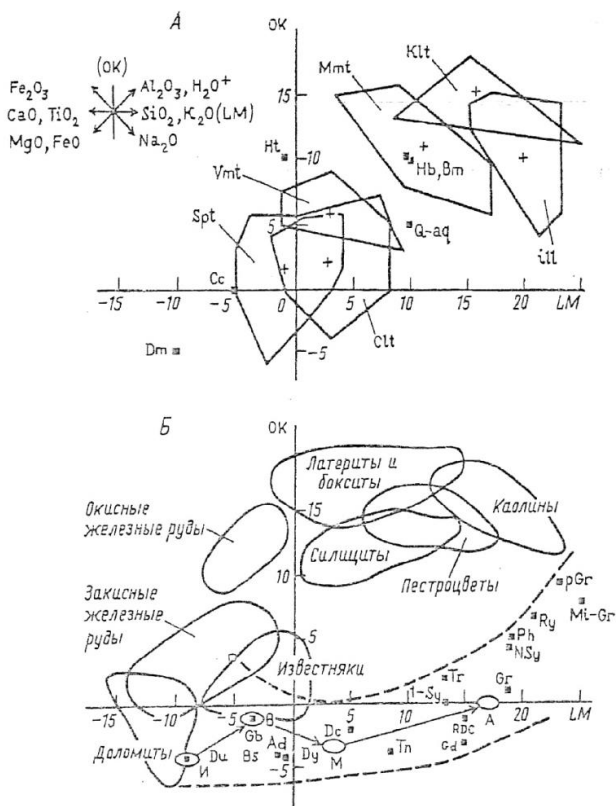 А
ОК
(ОК)
Fe₂O₃
Al₂O₃, H₂O⁺
CaO, TiO₂
SiO₂, K₂O(LM)
MgO, FeO
Na₂O
Klt
Mmt
15
Ht
10
Hb, Bm
Vmt
Q-aq
Spt
5
ill
Cc
-5 0 5 10 15 20 LM
Dm
-5
Clt
Б
ОК
Латериты и
бокситы
Окисные
железные руды
15
Каолины
Силициты
10
Пестроцветы
Закисные
железные
руды
pGr
Mi-Gr
Ry
5
Ph
NSy
Известняки
Tr
Gr
1-Sy
-15 -10 -5 0 5 10 15 20 LM
В
А
Gb
Dc
RDC
Доломиты
Du
Ad
Gd
И
Bs
Dy
М
Tn
-5